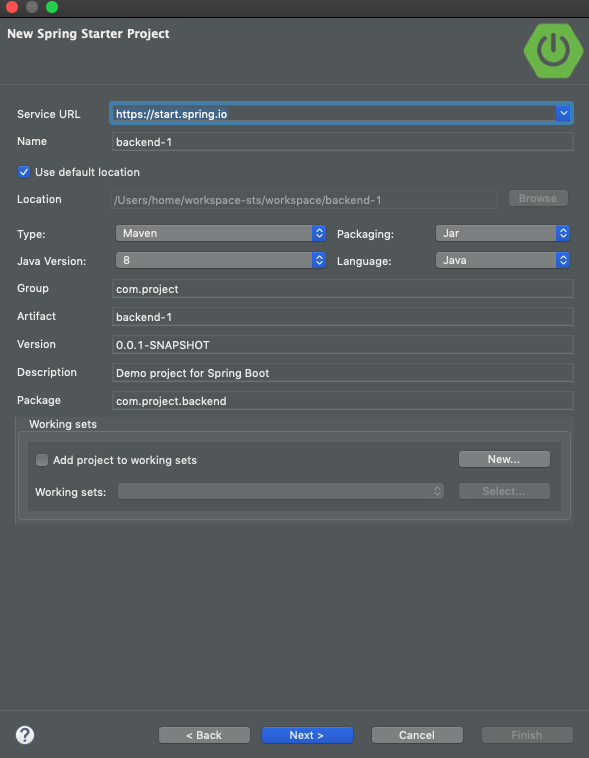 New Spring Starter Project
Service URL https://start.spring.io
Name backend-1
Use default location
Location /Users/home/workspace-sts/workspace/backend-1 Browse
Type: Maven Packaging: Jar
Java Version: 8 Language: Java
Group com.project
Artifact backend-1
Version 0.0.1-SNAPSHOT
Description Demo project for Spring Boot
Package com.project.backend
Working sets
Add project to working sets New...
Working sets: Select...
? < Back Next > Cancel Finish